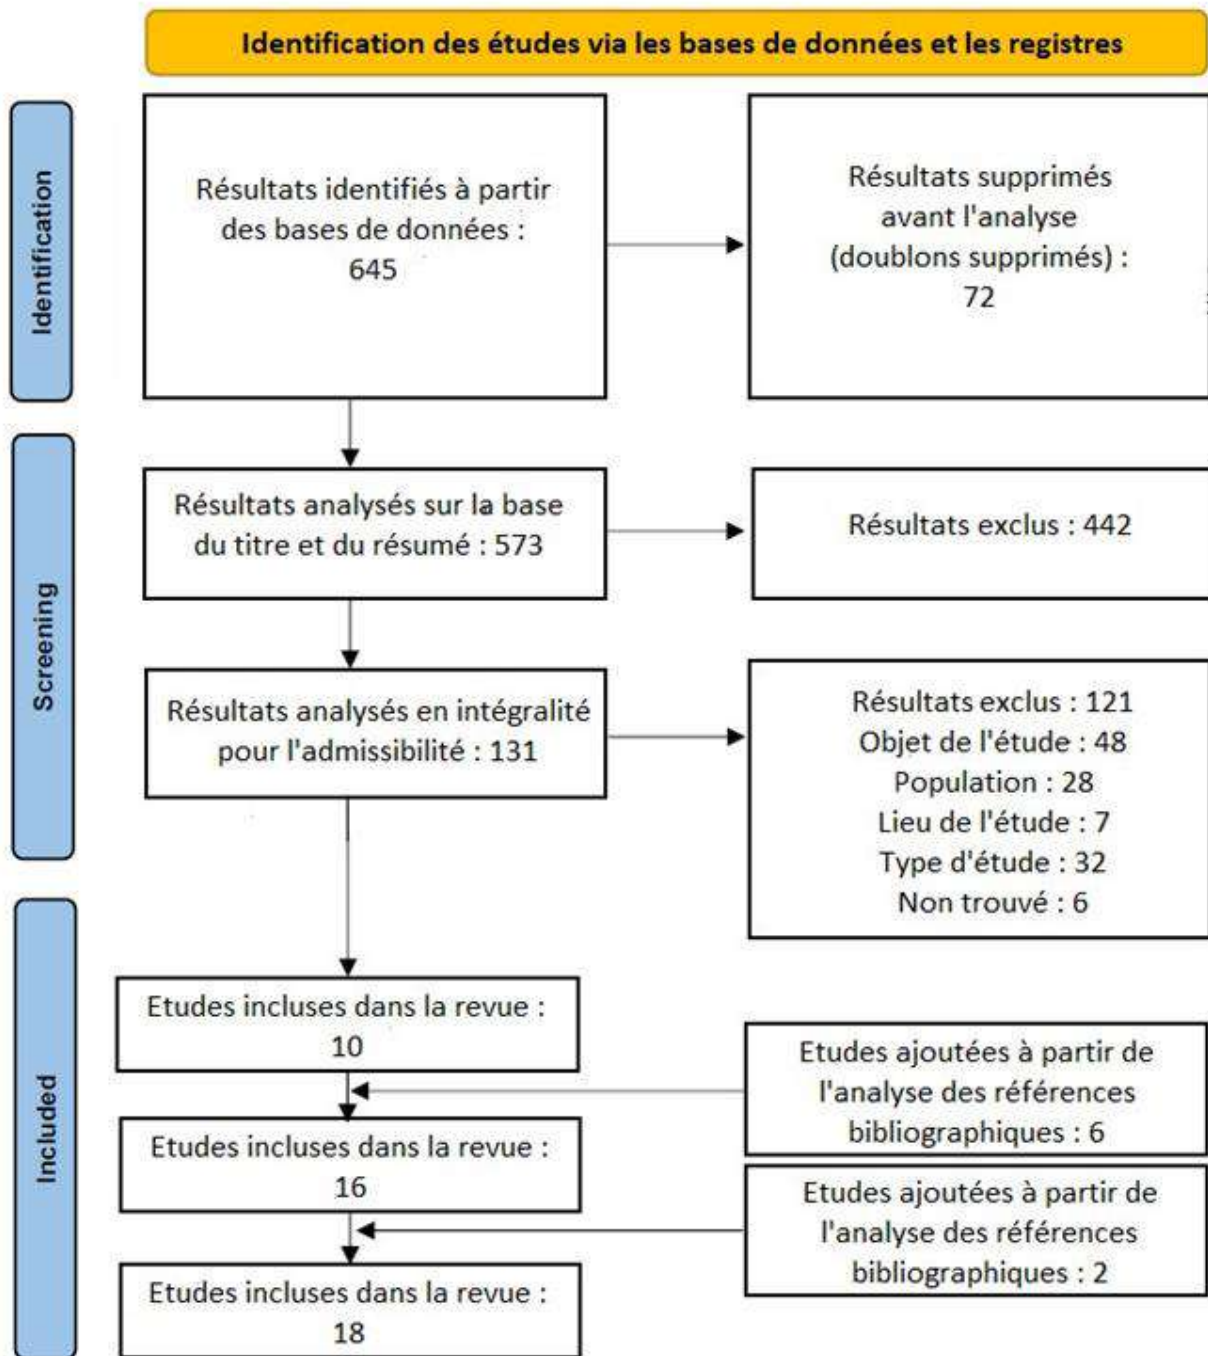 Identification des études via les bases de données et les registres
Identification
Résultats identifiés à partir
des bases de données :
645
Résultats supprimés
avant l'analyse
(doublons supprimés) :
72
Screening
Résultats analysés sur la base
du titre et du résumé : 573
Résultats exclus : 442
Résultats analysés en intégralité
pour l'admissibilité : 131
Résultats exclus : 121
Objet de l'étude : 48
Population : 28
Lieu de l'étude : 7
Type d'étude : 32
Non trouvé : 6
Included
Etudes incluses dans la revue :
10
Etudes ajoutées à partir de
l'analyse des références
bibliographiques : 6
Etudes incluses dans la revue :
16
Etudes ajoutées à partir de
l'analyse des références
bibliographiques : 2
Etudes incluses dans la revue :
18